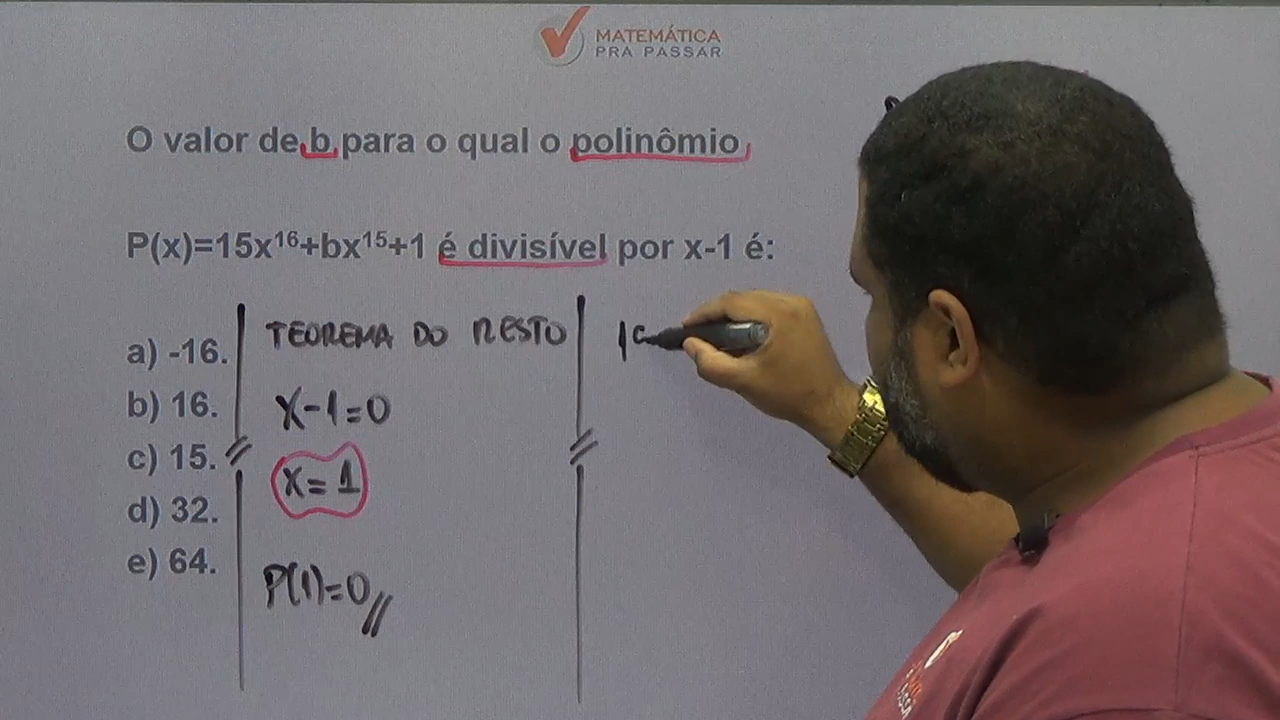 MATEMÁTICA
PRA PASSAR
O valor de b para o qual o polinômio
P(x)=15x¹⁶+bx¹⁵+1 é divisível por x-1 é:
a) -16.
b) 16.
c) 15.
d) 32.
e) 64.
TEOREMA DO RESTO
X-1=0
X=1
P(1)=0//